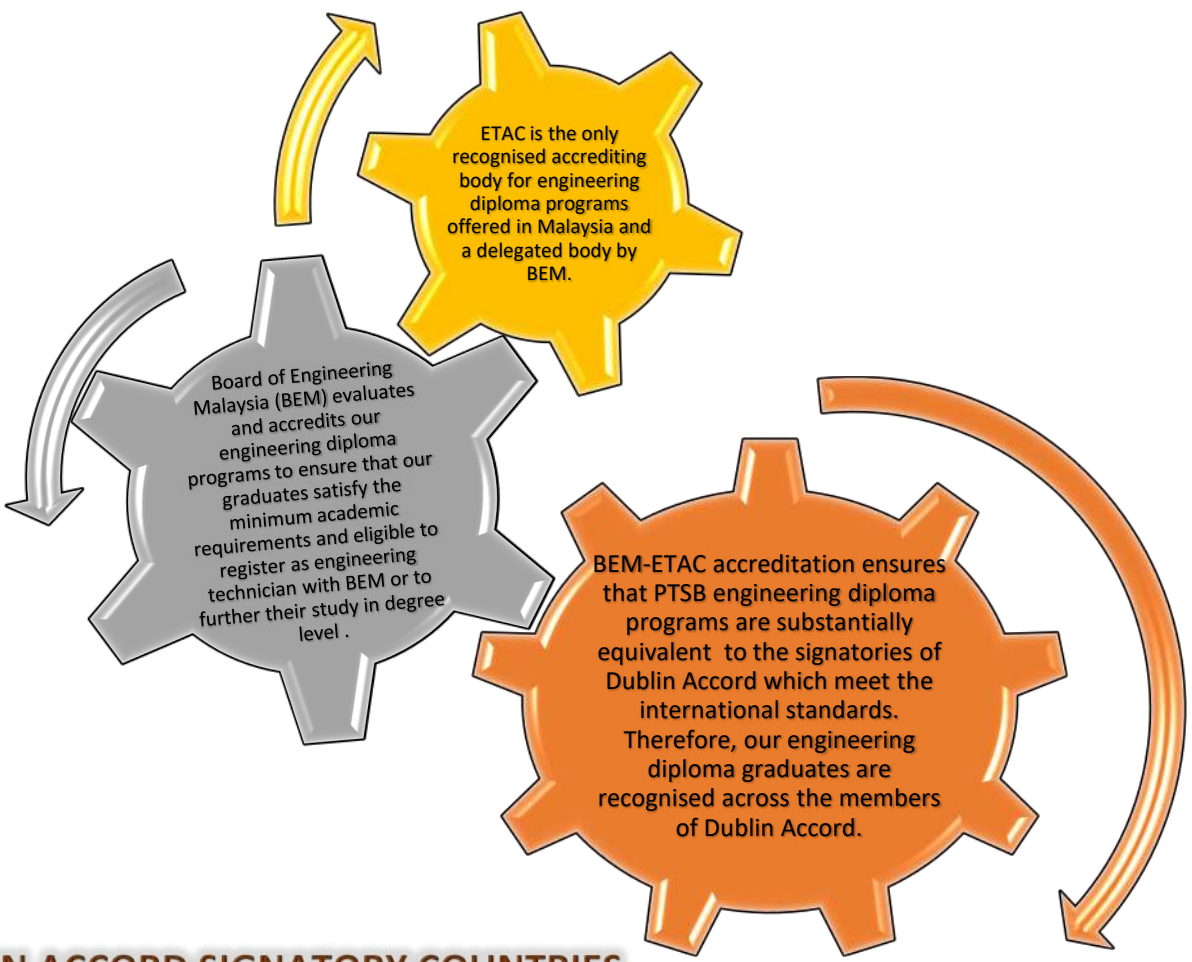 ETAC is the only
recognised accrediting
body for engineering
diploma programs
offered in Malaysia and
a delegated body by
BEM.
Board of Engineering
Malaysia (BEM) evaluates
and accredits our
engineering diploma
programs to ensure that our
graduates satisfy the
minimum academic
requirements and eligible to
register as engineering
technician with BEM or to
further their study in degree
level .
BEM-ETAC accreditation ensures
that PTSB engineering diploma
programs are substantially
equivalent to the signatories of
Dublin Accord which meet the
international standards.
Therefore, our engineering
diploma graduates are
recognised across the members
of Dublin Accord.
N ACCORD SIGNATORY COUNTRIES